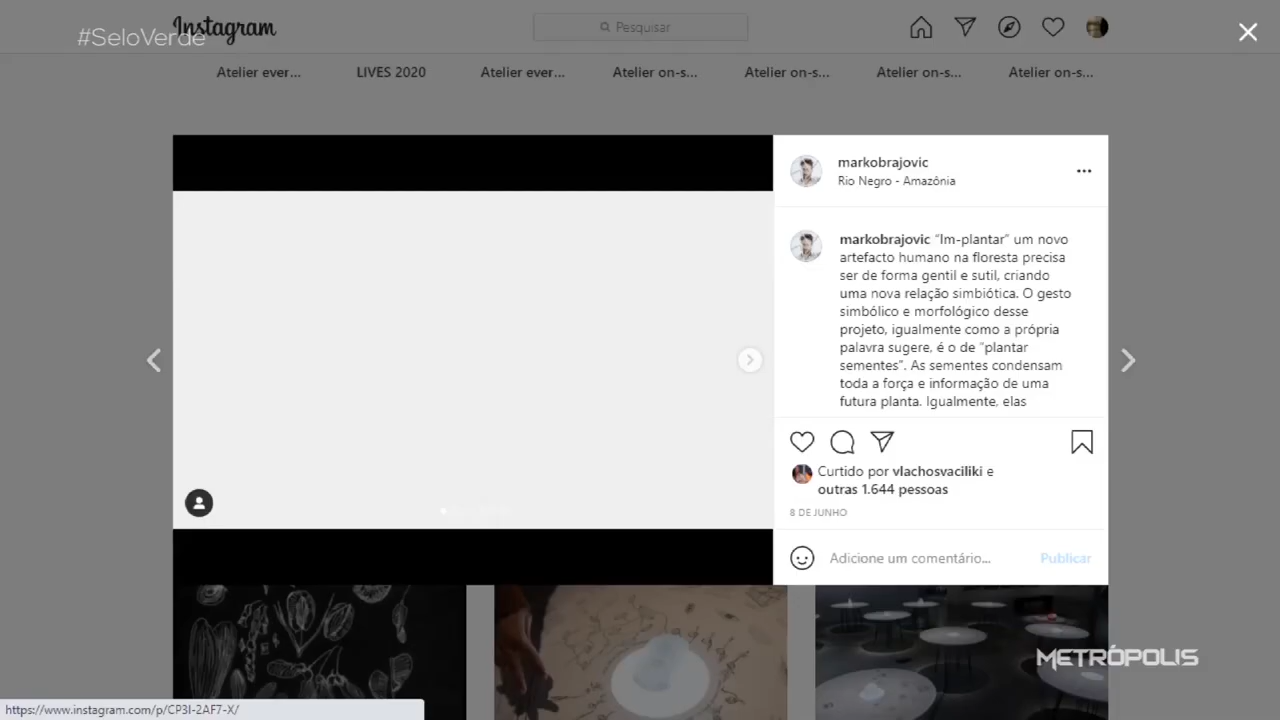 #SeloVerde
Instagram
Pesquisar
Atelier ever...
LIVES 2020
Atelier ever...
Atelier on-s...
Atelier on-s...
Atelier on-s...
Atelier on-s...
markobrajovic
Rio Negro - Amazônia
markobrajovic "Im-plantar" um novo
artefacto humano na floresta precisa
ser de forma gentil e sutil, criando
uma nova relação simbiótica. O gesto
simbólico e morfológico desse
projeto, igualmente como a própria
palavra sugere, é o de "plantar
sementes". As sementes condensam
toda a força e informação de uma
futura planta. Igualmente, elas
Curtido por vlachosvaciliki e
outras 1.644 pessoas
8 DE JUNHO
Adicione um comentário...
Publicar
METRÓPOLIS
https://www.instagram.com/p/CP3I-2AF7-X/